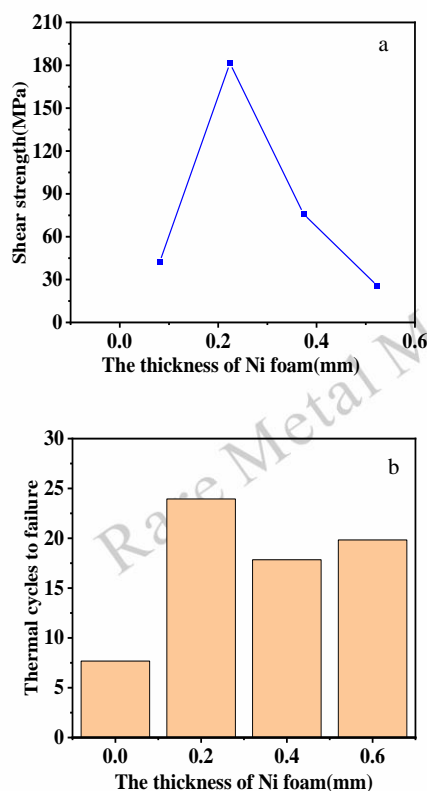 a
180
150
120
90
60
30
0
Shear strength(MPa)
0.0 0.2 0.4 0.6
The thickness of Ni foam(mm)
Rare Metal M
b
30
25
20
15
10
5
0
Thermal cycles to failure
0.0 0.2 0.4 0.6
The thickness of Ni foam(mm)